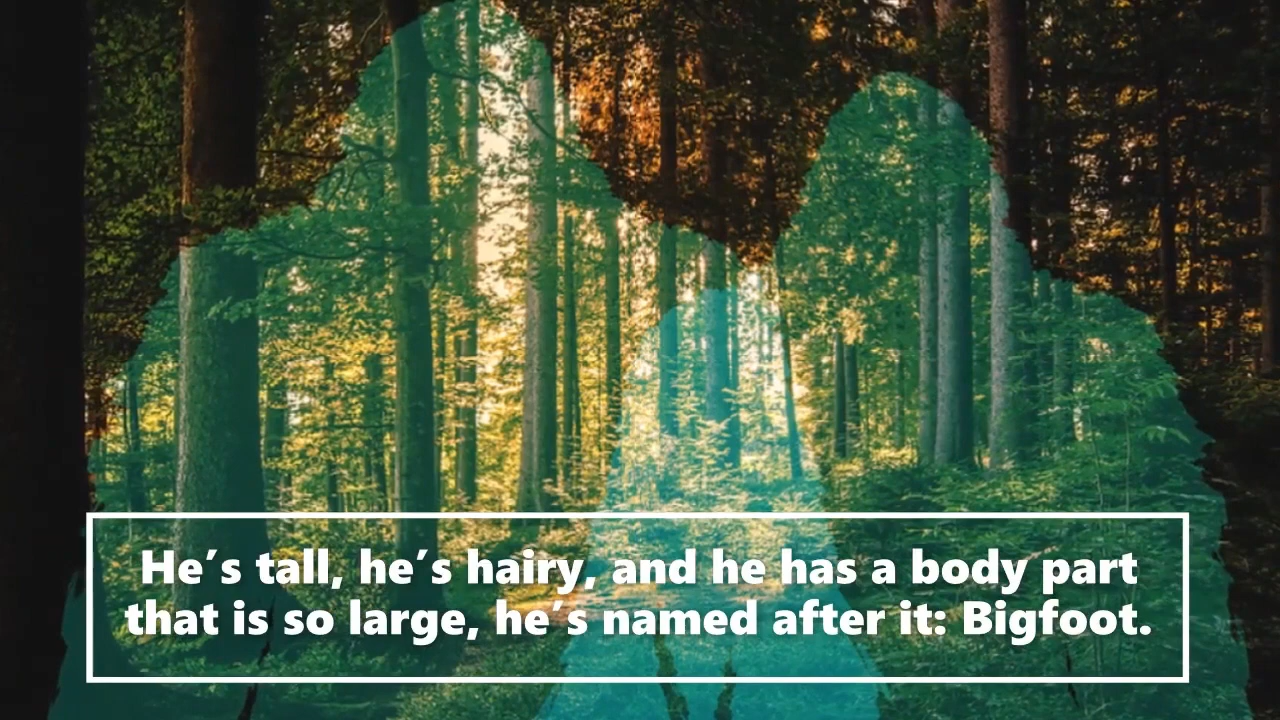 He′s tall, he′s hairy, and he has a body part
that is so large, he′s named after it: Bigfoot.